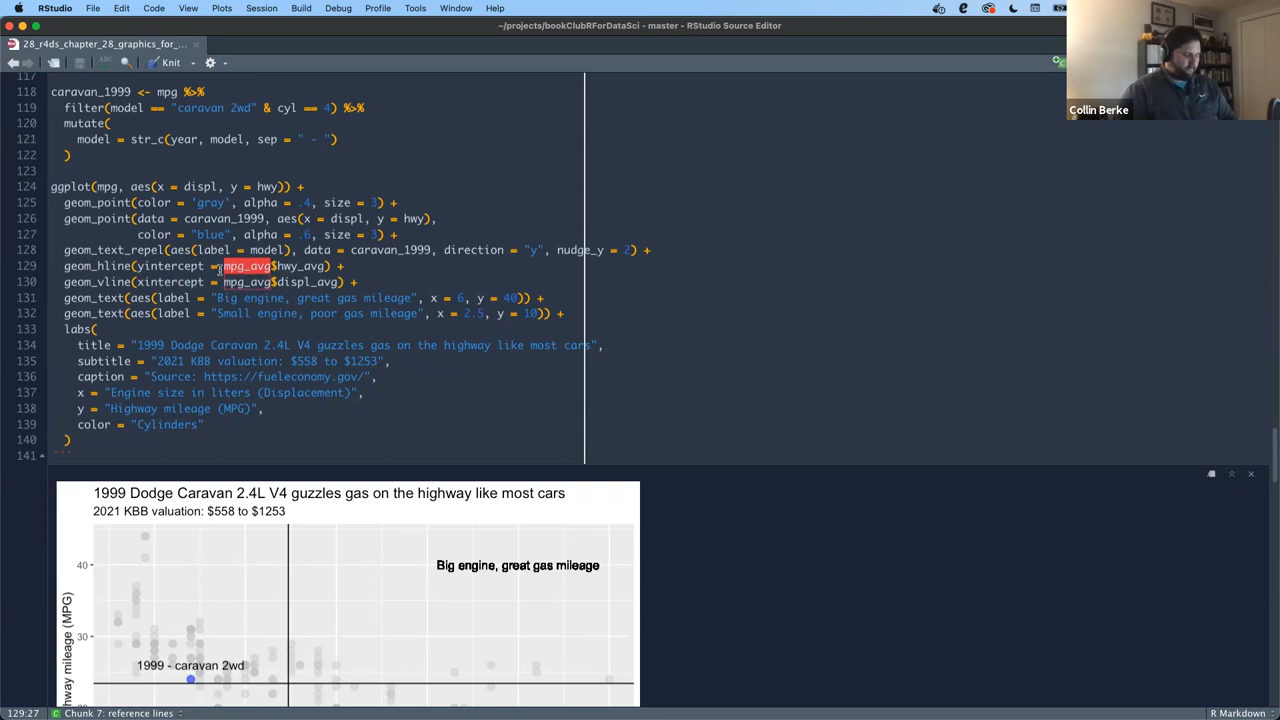 RStudio File Edit Code View Plots Session Build Debug Profile Tools Window Help
~/projects/bookClubRForDataSci - master - RStudio Source Editor
28_r4ds_chapter_28_graphics_for_...
Knit
Collin Berke
117
118 caravan_1999 <- mpg %>%
119 filter(model == "caravan 2wd" & cyl == 4) %>%
120 mutate(
121 model = str_c(year, model, sep = " - ")
122 )
123
124 ggplot(mpg, aes(x = displ, y = hwy)) +
125 geom_point(color = 'gray', alpha = .4, size = 3) +
126 geom_point(data = caravan_1999, aes(x = displ, y = hwy),
127 color = "blue", alpha = .6, size = 3) +
128 geom_text_repel(aes(label = model), data = caravan_1999, direction = "y", nudge_y = 2) +
129 geom_hline(yintercept = mpg_avg$hwy_avg) +
130 geom_vline(xintercept = mpg_avg$displ_avg) +
131 geom_text(aes(label = "Big engine, great gas mileage", x = 6, y = 40)) +
132 geom_text(aes(label = "Small engine, poor gas mileage", x = 2.5, y = 10)) +
133 labs(
134 title = "1999 Dodge Caravan 2.4L V4 guzzles gas on the highway like most cars",
135 subtitle = "2021 KBB valuation: $558 to $1253",
136 caption = "Source: https://fueleconomy.gov/",
137 x = "Engine size in liters (Displacement)",
138 y = "Highway mileage (MPG)",
139 color = "Cylinders"
140 )
141 ```
1999 Dodge Caravan 2.4L V4 guzzles gas on the highway like most cars
2021 KBB valuation: $558 to $1253
40
Big engine, great gas mileage
30
1999 - caravan 2wd
mileage (MPG)
129:27 Chunk 7: reference lines R Markdown